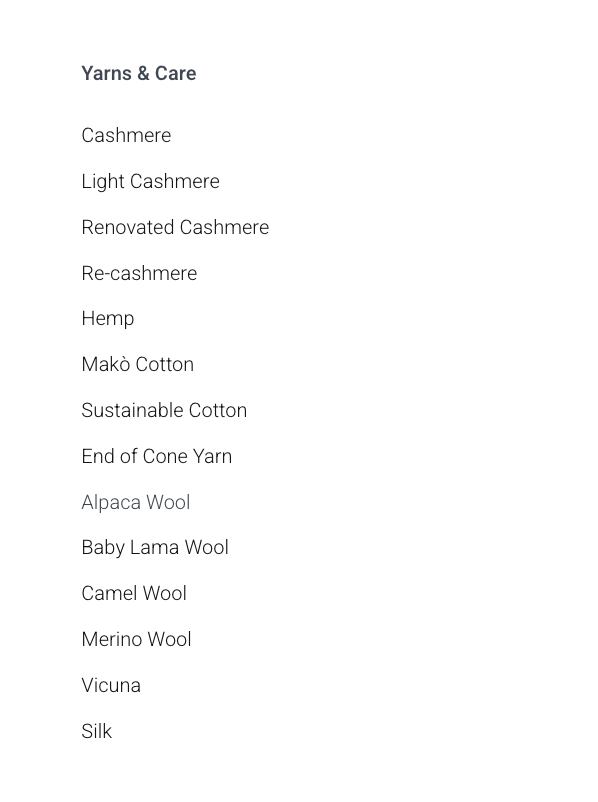 Yarns & Care
Cashmere
Light Cashmere
Renovated Cashmere
Re-cashmere
Hemp
Makò Cotton
Sustainable Cotton
End of Cone Yarn
Alpaca Wool
Baby Lama Wool
Camel Wool
Merino Wool
Vicuna
Silk